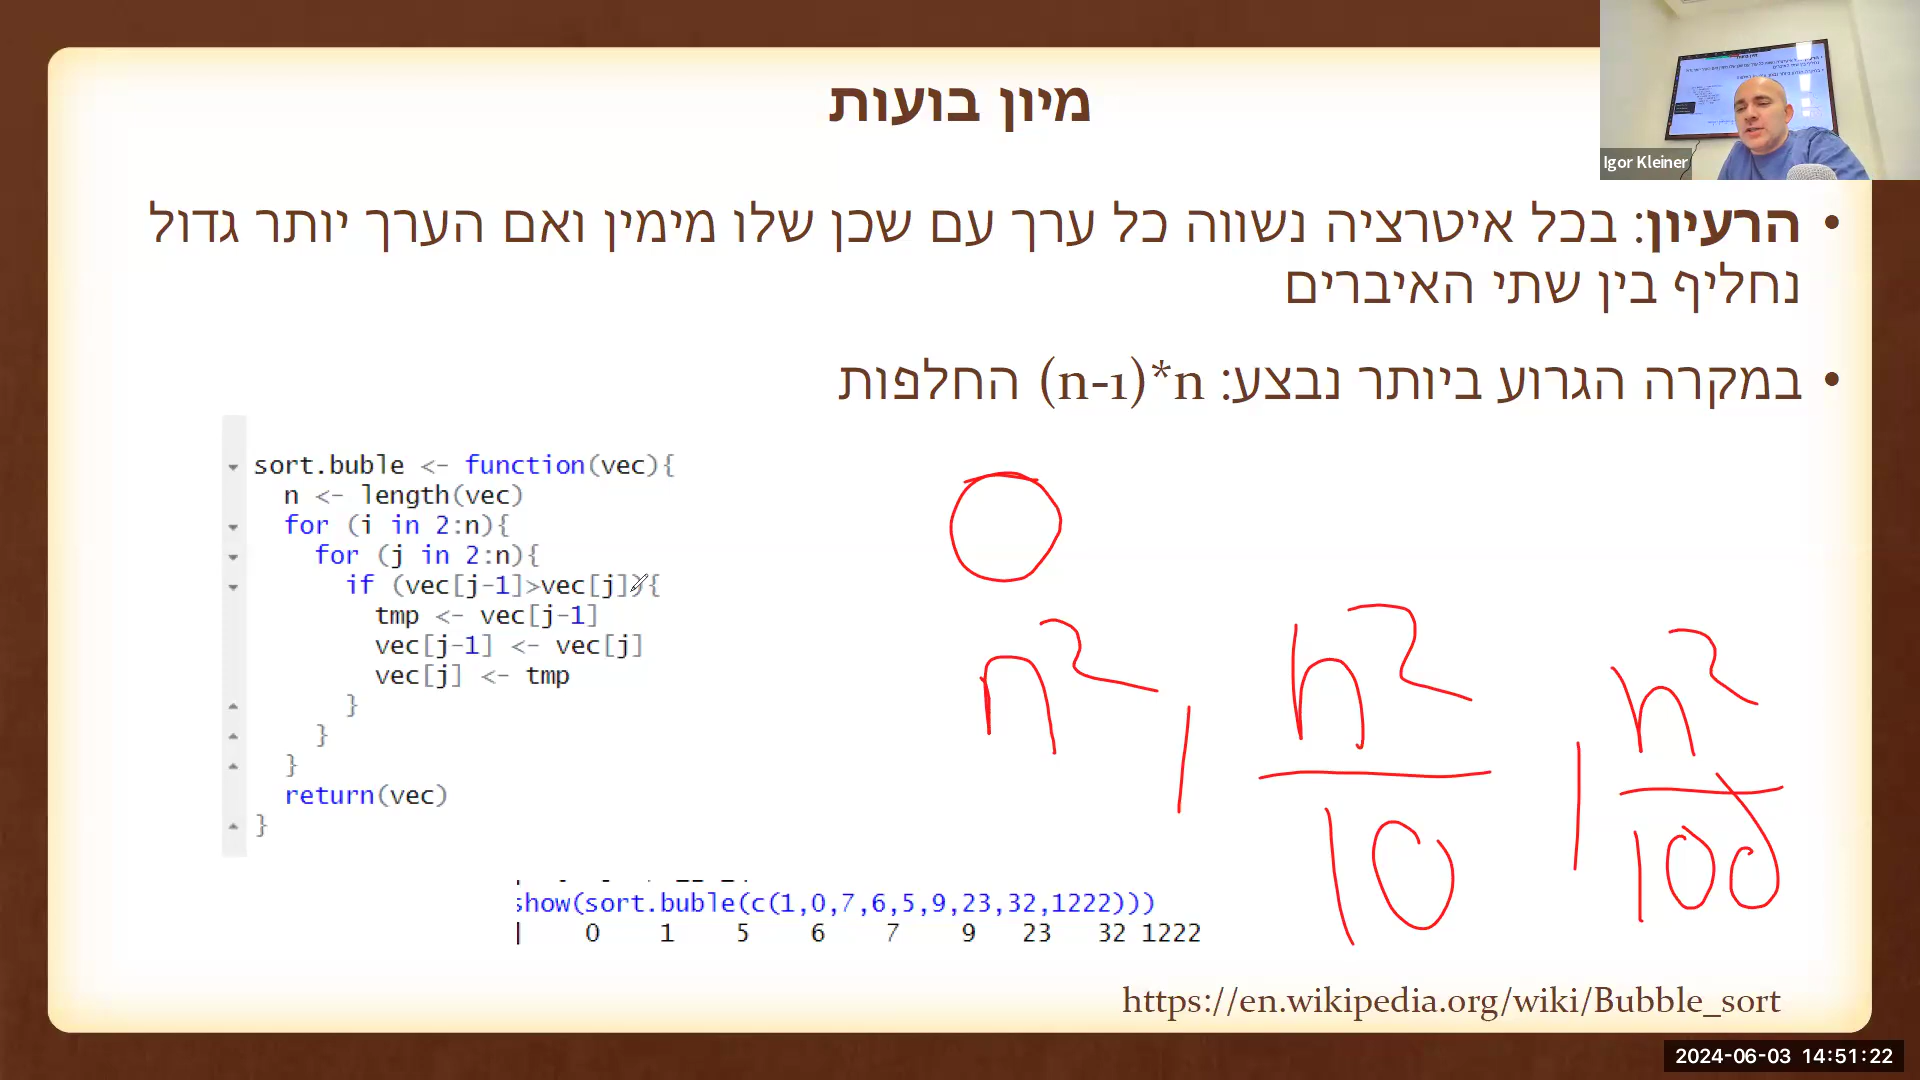 מיון בועות
Igor Kleiner
• הרעיון: בכל איטרציה נשווה כל ערך עם שכן שלו מימין ואם הערך יותר גדול
נחליף בין שתי האיברים
• במקרה הגרוע ביותר נבצע: n*(n-1) החלפות
sort.buble <- function(vec){
n <- length(vec)
for (i in 2:n){
for (j in 2:n){
if (vec[j-1]>vec[j]){
tmp <- vec[j-1]
vec[j-1] <- vec[j]
vec[j] <- tmp
}
}
}
return(vec)
}
n², n²/10, n²/100
show(sort.buble(c(1,0,7,6,5,9,23,32,1222)))
0 1 5 6 7 9 23 32 1222
https://en.wikipedia.org/wiki/Bubble_sort
2024-06-03 14:51:22